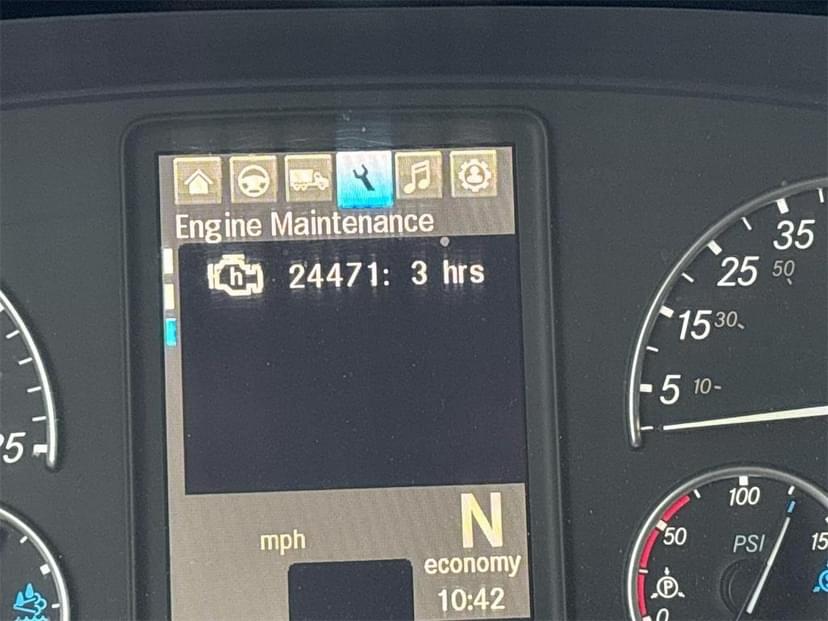 Engine Maintenance
h 24471: 3 hrs
35
50
25
15
30
5
10
N
mph
economy
10:42
100
50
PSI
P
0